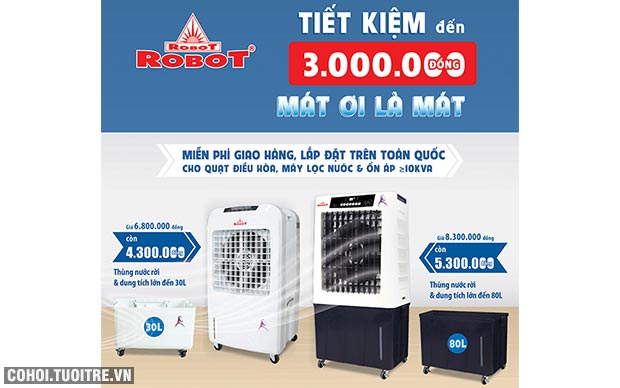 ROBOT
ROBOT®
TIẾT KIỆM đến
3.000.000
ĐỒNG
MÁT ƠI LÀ MÁT
MIỄN PHÍ GIAO HÀNG, LẮP ĐẶT TRÊN TOÀN QUỐC
CHO QUẠT ĐIỀU HÒA, MÁY LỌC NƯỚC & ỔN ÁP ≥10KVA
Giá 6.800.000 đồng
còn
4.300.000
Thùng nước rời
& dung tích lớn đến 30L
30L
ROBOT
Giá 8.300.000 đồng
còn
5.300.000
Thùng nước rời
& dung tích lớn đến 80L
80L
COHOI.TUOITRE.VN